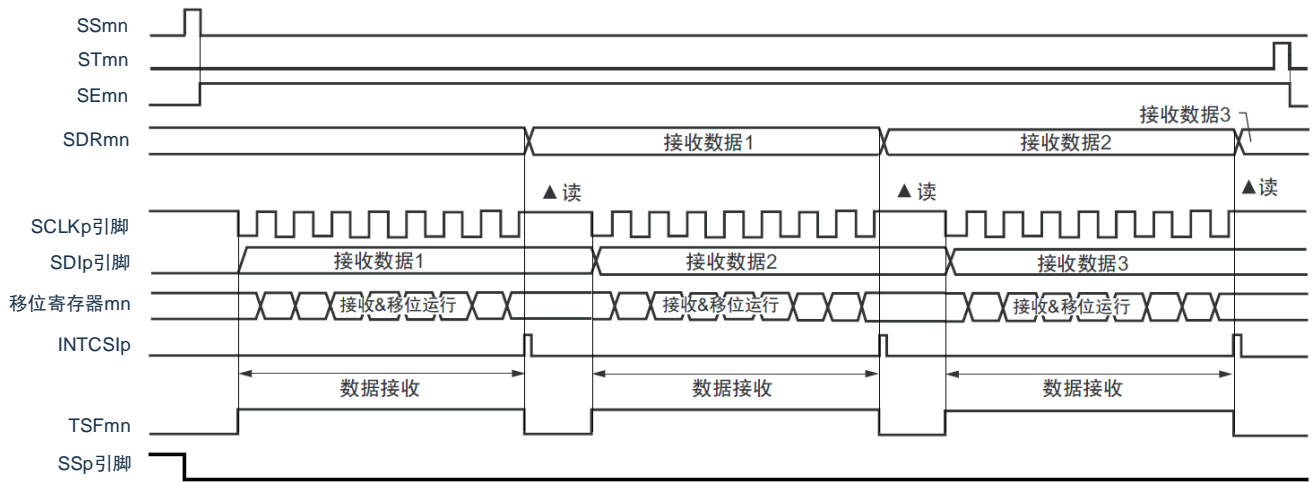 SSmn
STmn
SEmn
接收数据3
SDRmn
接收数据1
接收数据2
▲读
▲读
▲读
SCLKp引脚
SDIp引脚
接收数据1
接收数据2
接收数据3
移位寄存器mn
接收&移位运行
接收&移位运行
接收&移位运行
INTCSIp
数据接收
数据接收
数据接收
TSFmn
SSp引脚